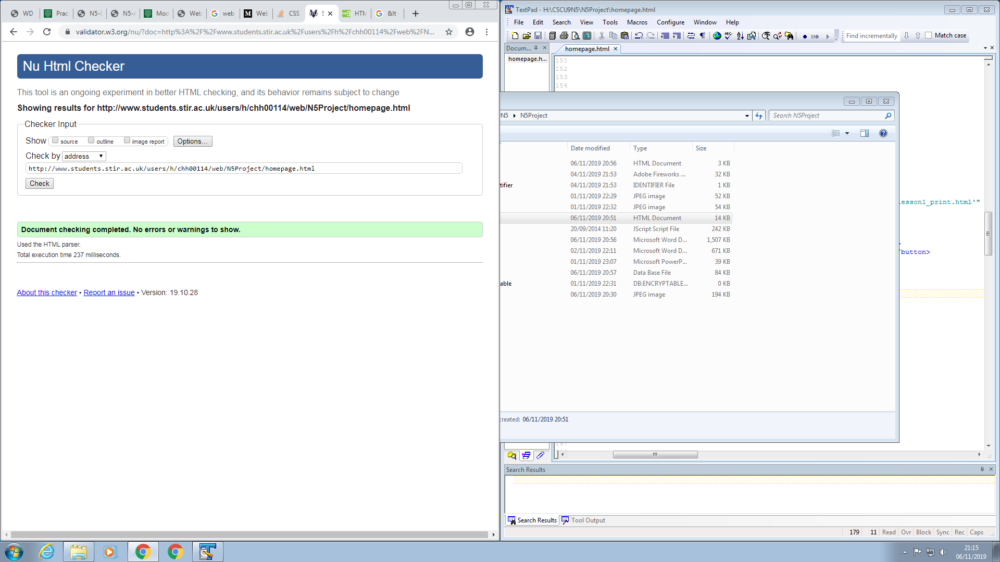 WD
Prac
N5-I
N5-A
Mod
Web
web
Web
CSS
S
HTM
&lt -
validator.w3.org/nu/?doc=http%3A%2F%2Fwww.students.stir.ac.uk%2Fusers%2Fh%2Fchh00114%2Fweb%2FN...
Nu Html Checker
This tool is an ongoing experiment in better HTML checking, and its behavior remains subject to change
Showing results for http://www.students.stir.ac.uk/users/h/chh00114/web/N5Project/homepage.html
Checker Input
Show source outline image report Options...
Check by address
http://www.students.stir.ac.uk/users/h/chh00114/web/N5Project/homepage.html
Check
Document checking completed. No errors or warnings to show.
Used the HTML parser.
Total execution time 237 milliseconds.
About this checker • Report an issue • Version: 19.10.28
TextPad - H:\CSCU9N5\N5Project\homepage.html
File Edit Search View Tools Macros Configure Window Help
Find incrementally Match case
Docum... homepage.html
homepage.h...
151
152
153
154
N5 N5Project Search N5Project
Date modified Type Size
06/11/2019 20:56 HTML Document 3 KB
04/11/2019 21:53 Adobe Fireworks ... 32 KB
tifier 04/11/2019 21:53 IDENTIFIER File 1 KB
01/11/2019 22:29 JPEG image 52 KB
01/11/2019 22:32 JPEG image 54 KB
06/11/2019 20:51 HTML Document 14 KB
20/09/2014 11:20 JScript Script File 242 KB
06/11/2019 20:56 Microsoft Word D... 1,507 KB
02/11/2019 22:11 Microsoft Word D... 671 KB
01/11/2019 23:07 Microsoft PowerP... 39 KB
06/11/2019 20:57 Data Base File 84 KB
able 01/11/2019 22:31 DB:ENCRYPTABLE... 0 KB
06/11/2019 20:30 JPEG image 194 KB
created: 06/11/2019 20:51
lesson1_print.html'"
>
/button>
197
Search Results
Search Results Tool Output
179 11 Read Ovr Block Sync Rec Caps
21:15
06/11/2019